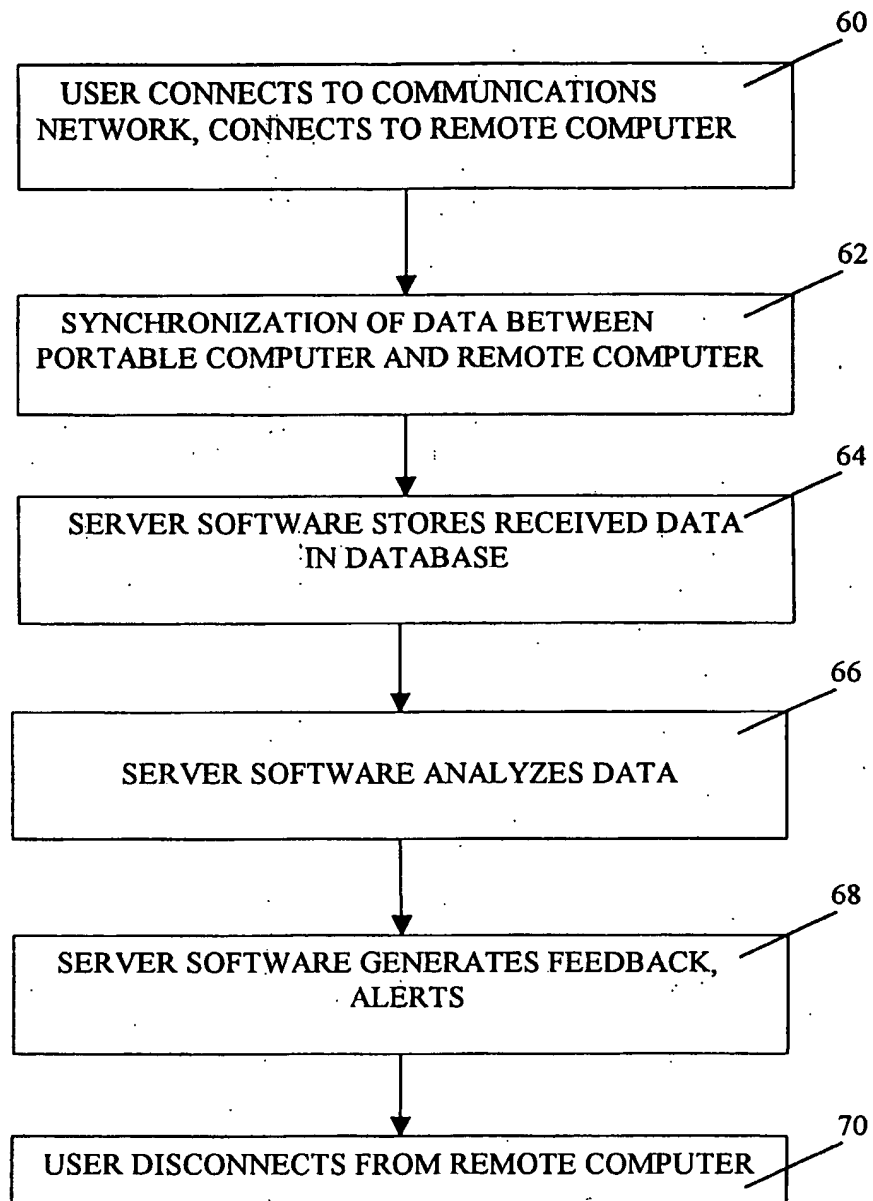 60
USER CONNECTS TO COMMUNICATIONS
NETWORK, CONNECTS TO REMOTE COMPUTER
62
SYNCHRONIZATION OF DATA BETWEEN
PORTABLE COMPUTER AND REMOTE COMPUTER
64
SERVER SOFTWARE STORES RECEIVED DATA
IN DATABASE
66
SERVER SOFTWARE ANALYZES DATA
68
SERVER SOFTWARE GENERATES FEEDBACK,
ALERTS
70
USER DISCONNECTS FROM REMOTE COMPUTER